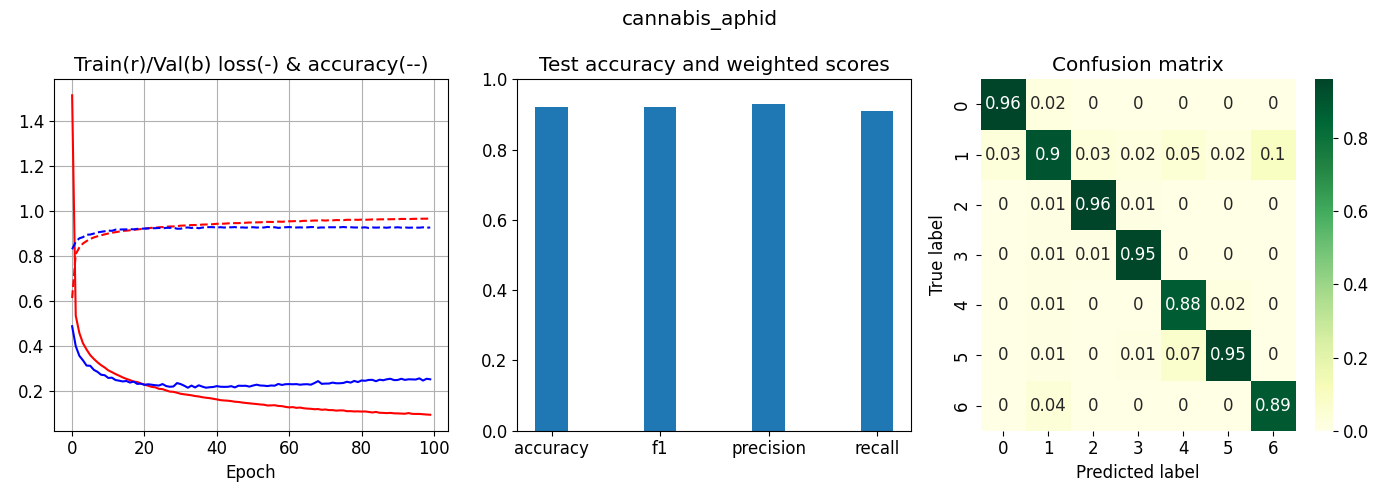 cannabis_aphid
Train(r)/Val(b) loss(-) & accuracy(--)
1.4
1.2
1.0
0.8
0.6
0.4
0.2
0 20 40 60 80 100
Epoch
Test accuracy and weighted scores
1.0
0.8
0.6
0.4
0.2
0.0
accuracy f1 precision recall
Confusion matrix
True label
0 0.96 0.02 0 0 0 0 0
1 0.03 0.9 0.03 0.02 0.05 0.02 0.1
2 0 0.01 0.96 0.01 0 0 0
3 0 0.01 0.01 0.95 0 0 0
4 0 0.01 0 0 0.88 0.02 0
5 0 0.01 0 0.01 0.07 0.95 0
6 0 0.04 0 0 0 0 0.89
0 1 2 3 4 5 6
Predicted label
0.8
0.6
0.4
0.2
0.0